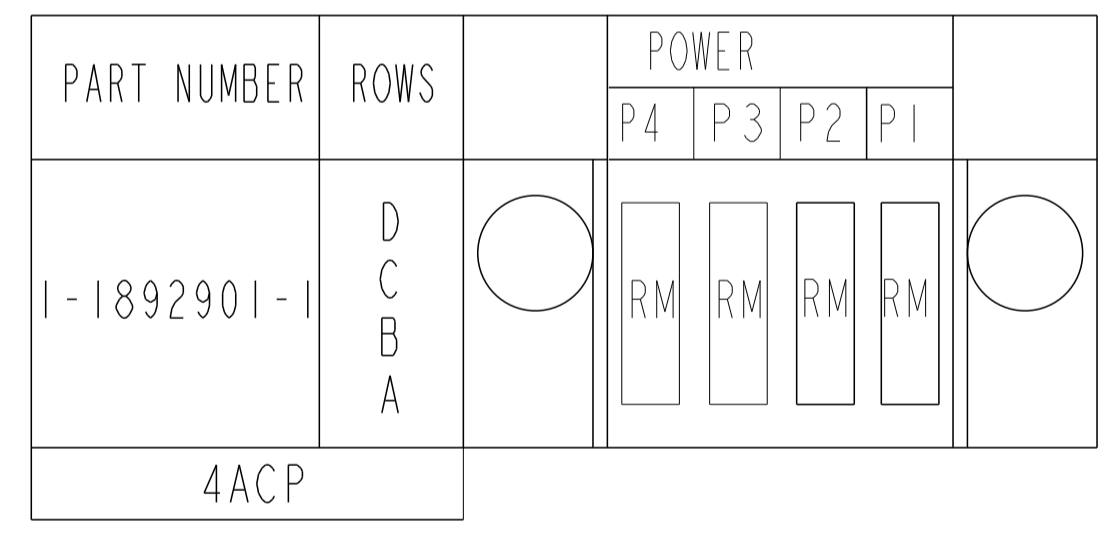 PART NUMBER ROWS POWER
P4 P3 P2 P1
1-1892901-1
D
C
B
A
RM RM RM RM
4ACP